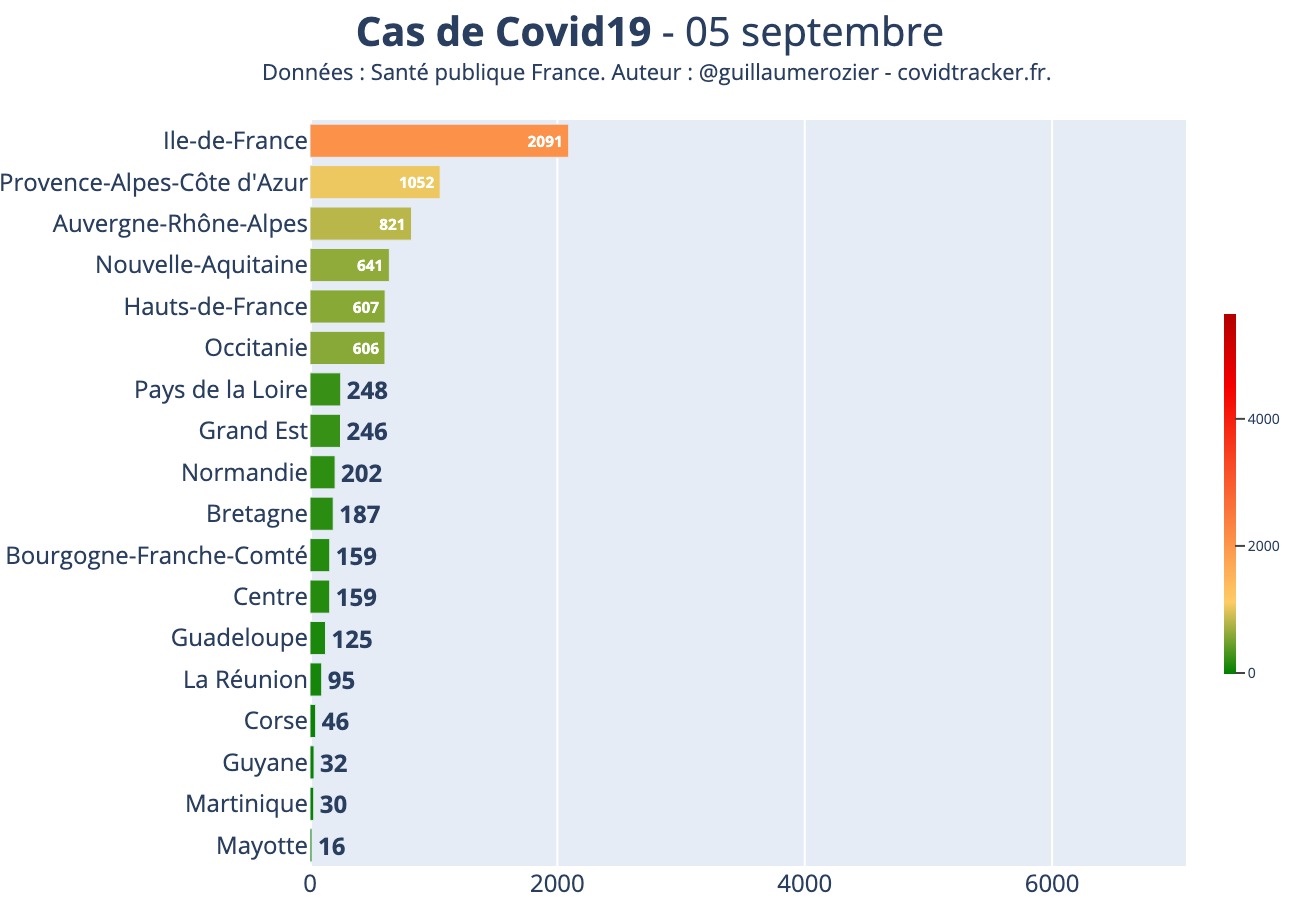 Cas de Covid19 - 05 septembre
Données : Santé publique France. Auteur : @guillaumerozier - covidtracker.fr.
Ile-de-France 2091
Provence-Alpes-Côte d'Azur 1052
Auvergne-Rhône-Alpes 821
Nouvelle-Aquitaine 641
Hauts-de-France 607
Occitanie 606
Pays de la Loire 248
Grand Est 246
Normandie 202
Bretagne 187
Bourgogne-Franche-Comté 159
Centre 159
Guadeloupe 125
La Réunion 95
Corse 46
Guyane 32
Martinique 30
Mayotte 16
0 2000 4000 6000
4000
2000
0